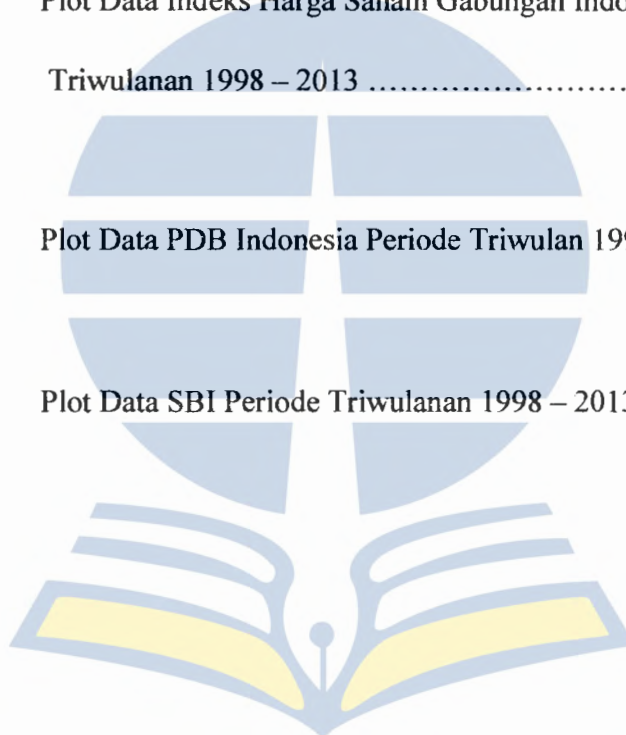 Plot Data Indeks Harga Saham Gabungan
Triwulanan 1998 – 2013 ..........................
Plot Data PDB Indonesia Periode Triwulan
Plot Data SBI Periode Triwulanan 1998 – 2013